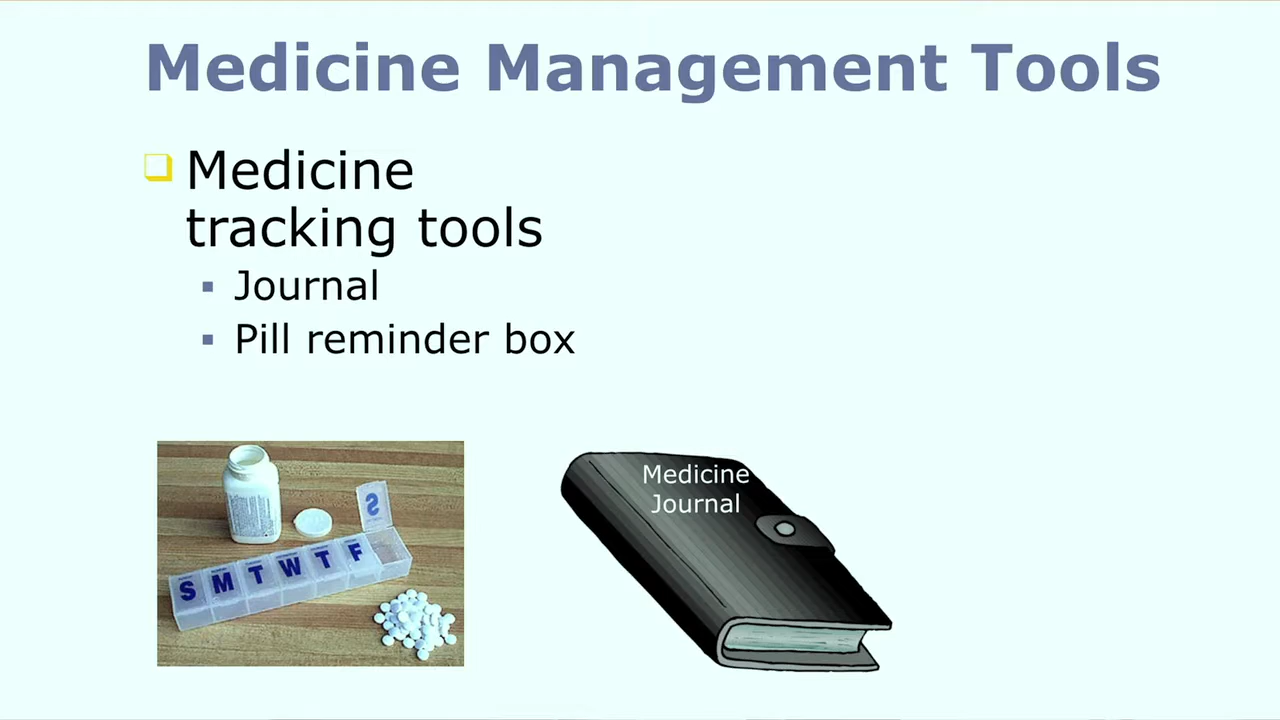 Medicine Management Tools
Medicine
tracking tools
Journal
Pill reminder box
S M T W T F
S
Medicine
Journal